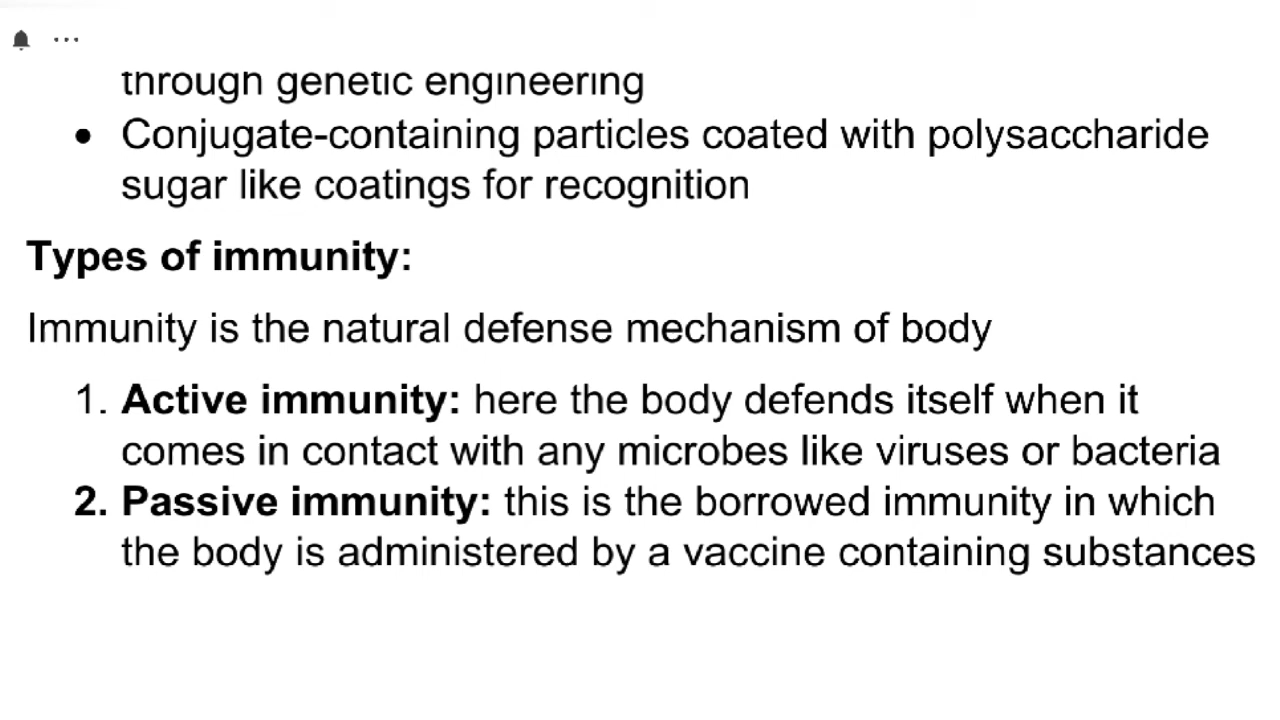 through genetic engineering
• Conjugate-containing particles coated with polysaccharide
sugar like coatings for recognition
Types of immunity:
Immunity is the natural defense mechanism of body
1. Active immunity: here the body defends itself when it
comes in contact with any microbes like viruses or bacteria
2. Passive immunity: this is the borrowed immunity in which
the body is administered by a vaccine containing substances